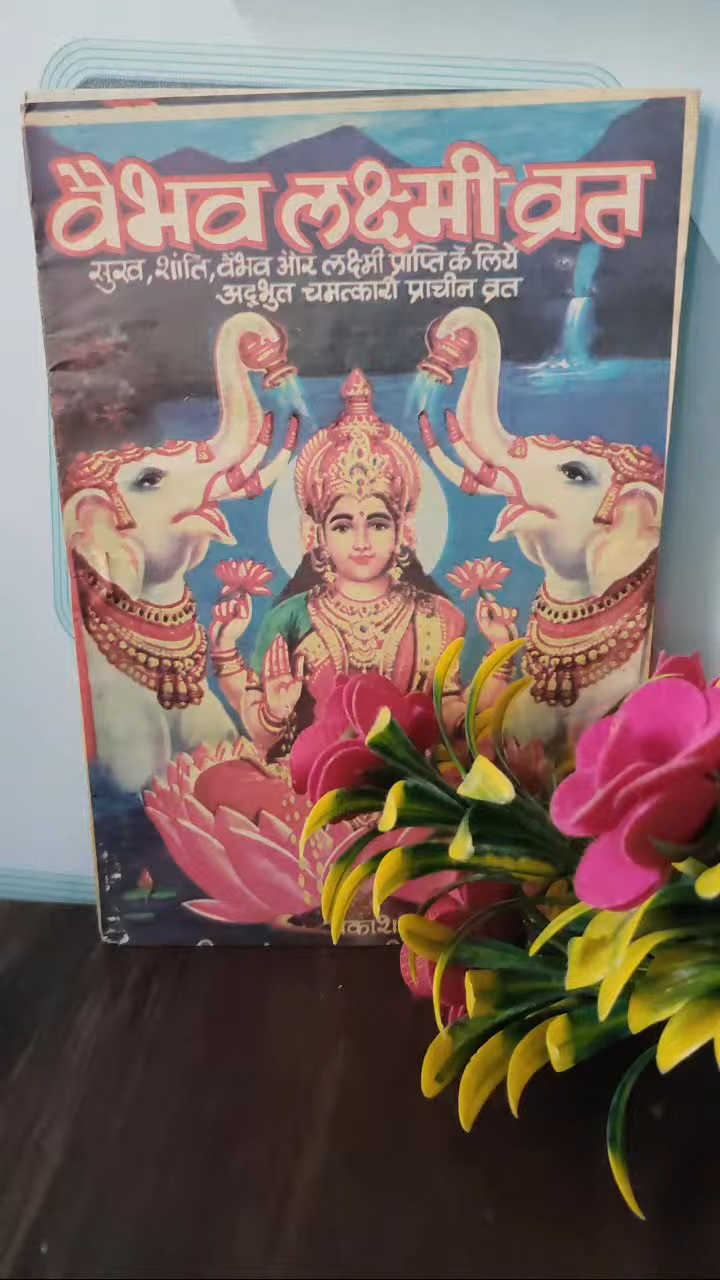 वैभव लक्ष्मी व्रत
सुख, शांति, वैभव और लक्ष्मी प्राप्ति के लिये
अद्भुत चमत्कारी प्राचीन व्रत